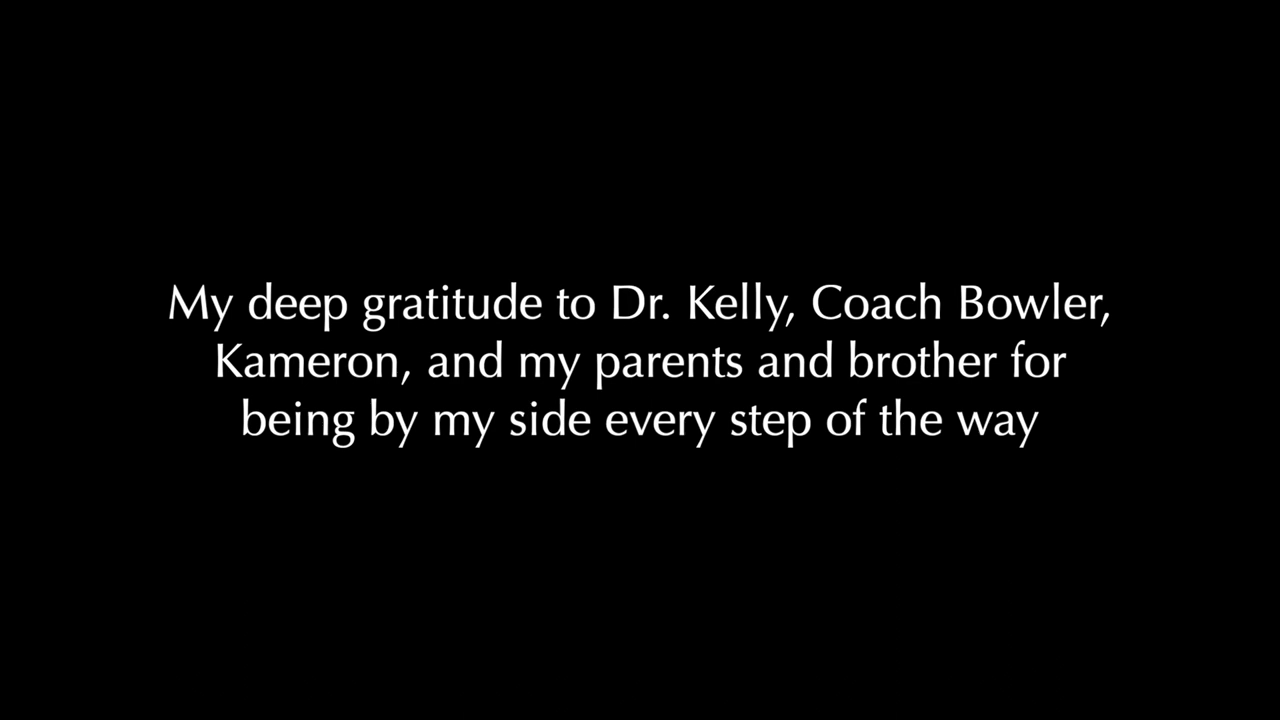 My deep gratitude to Dr. Kelly, Coach Bowler,
Kameron, and my parents and brother for
being by my side every step of the way